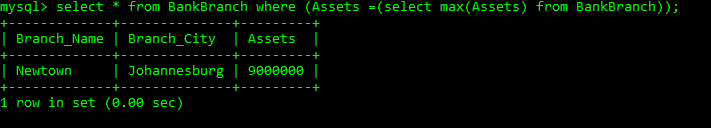 mysql> select * from BankBranch where (Assets =(select max(Assets) from BankBranch));
+-------------+--------------+---------+
| Branch_Name | Branch_City  | Assets  |
+-------------+--------------+---------+
| Newtown     | Johannesburg | 9000000 |
+-------------+--------------+---------+
1 row in set (0.00 sec)